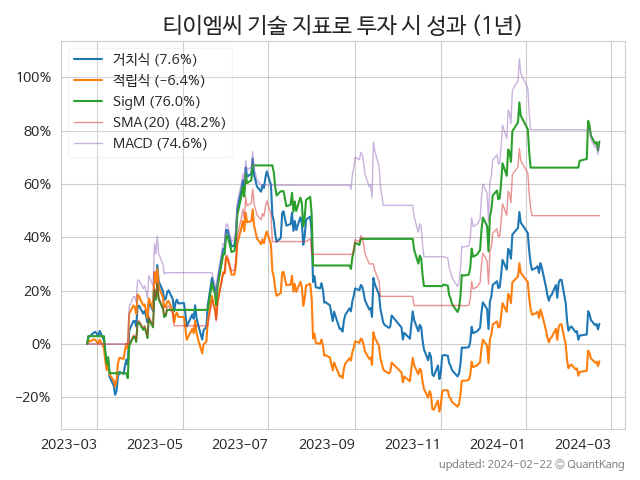 티이엠씨 기술 지표로 투자 시 성과 (1년)
거치식 (7.6%)
적립식 (−6.4%)
SigM (76.0%)
SMA(20) (48.2%)
MACD (74.6%)
100%
80%
60%
40%
20%
0%
−20%
2023-03 2023-05 2023-07 2023-09 2023-11 2024-01 2024-03
updated: 2024-02-22 ⓒ QuantKang